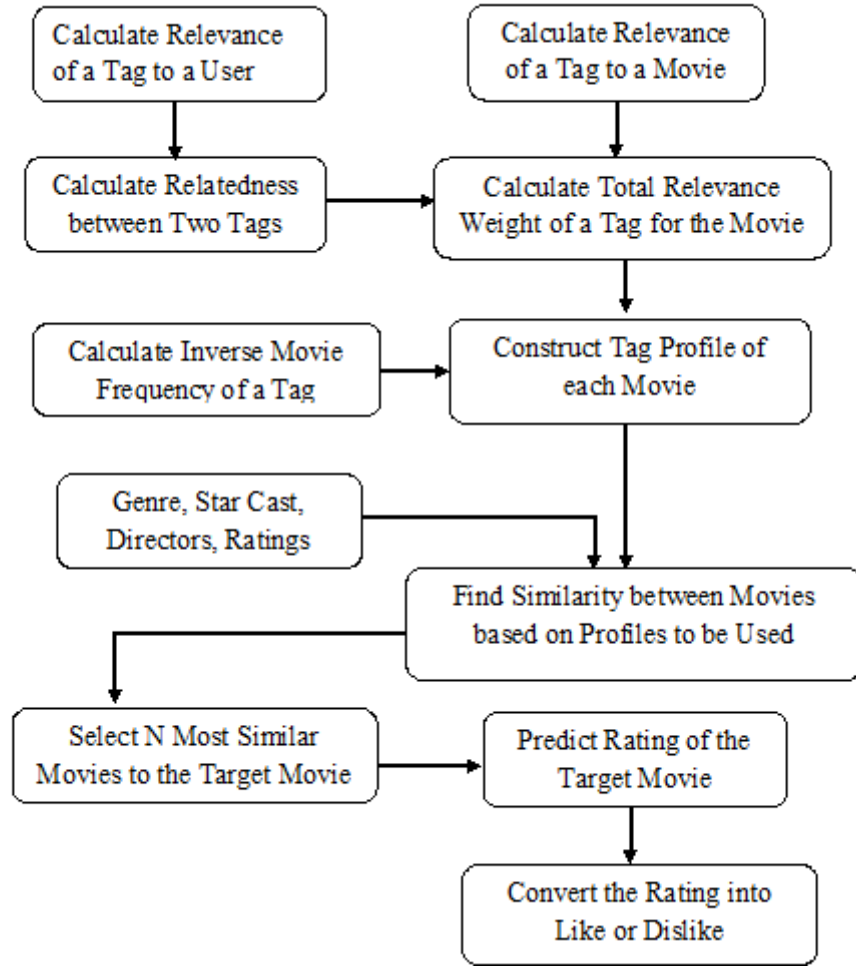 Calculate Relevance
of a Tag to a User
Calculate Relevance
of a Tag to a Movie
Calculate Relatedness
between Two Tags
Calculate Total Relevance
Weight of a Tag for the Movie
Calculate Inverse Movie
Frequency of a Tag
Construct Tag Profile of
each Movie
Genre, Star Cast,
Directors, Ratings
Find Similarity between Movies
based on Profiles to be Used
Select N Most Similar
Movies to the Target Movie
Predict Rating of the
Target Movie
Convert the Rating into
Like or Dislike